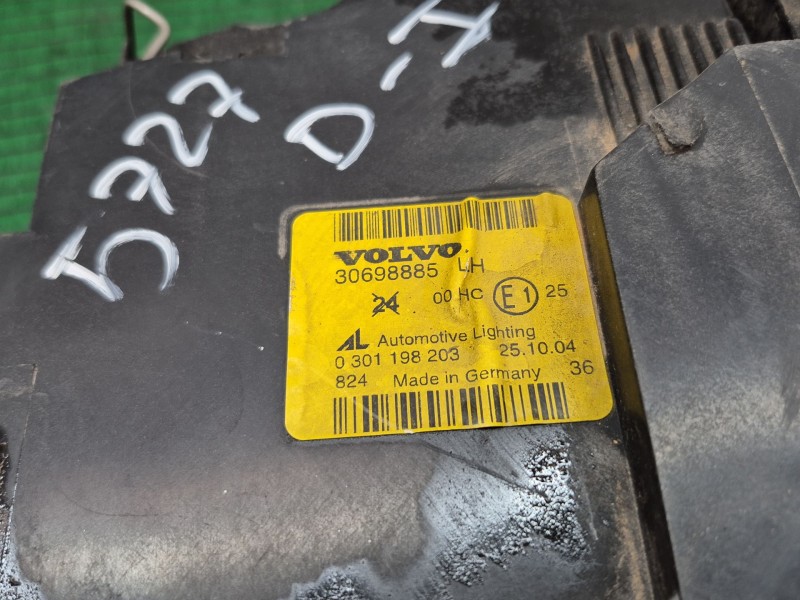 5727
D-H
VOLVO
30698885 LH
24 00 HC E1 25
AL Automotive Lighting
0 301 198 203 25.10.04
824 Made in Germany 36